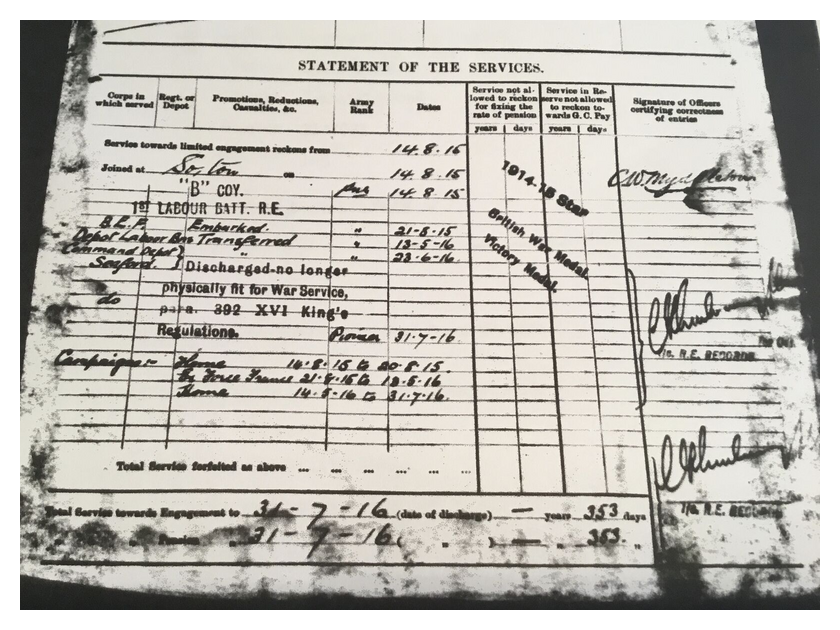 STATEMENT OF THE SERVICES.
Corps in which served
Regt. or Depot
Promotions, Reductions, Casualties, &c.
Army Rank
Dates
Service not allowed to reckon for fixing the rate of pension
years days
Service in Reserve not allowed to reckon towards G. C. Pay
years days
Signature of Officers certifying correctness of entries
Service towards limited engagement reckons from 14.8.15
Joined at Soton on 14.8.15
"B" COY. 14.8.15
1ST LABOUR BATT. R.E.
B.E.F. Embarked. " 21-8-15
Depot Labour Bns Transferred " 13-5-16
Command Depot " " 23-6-16
Seaford. Discharged-no longer
physically fit for War Service,
do para. 392 XVI King's
Regulations. Pioneer 31-7-16.
1914-15 Star
British War Medal.
Victory Medal.
I/c. R.E. RECORDS
Campaigns:- Home 14.8.15 to 20.8.15.
Ex Force France 21.8.15 to 13.5.16
Home 14.5.16 to 31.7.16.
Total Service forfeited as above ... ... ... ... ...
Total Service towards Engagement to 31-7-16 (date of discharge) — years 353 days
" " Pension " 31-7-16 ( " ) — " 353 "
I/c. R.E. RECORDS